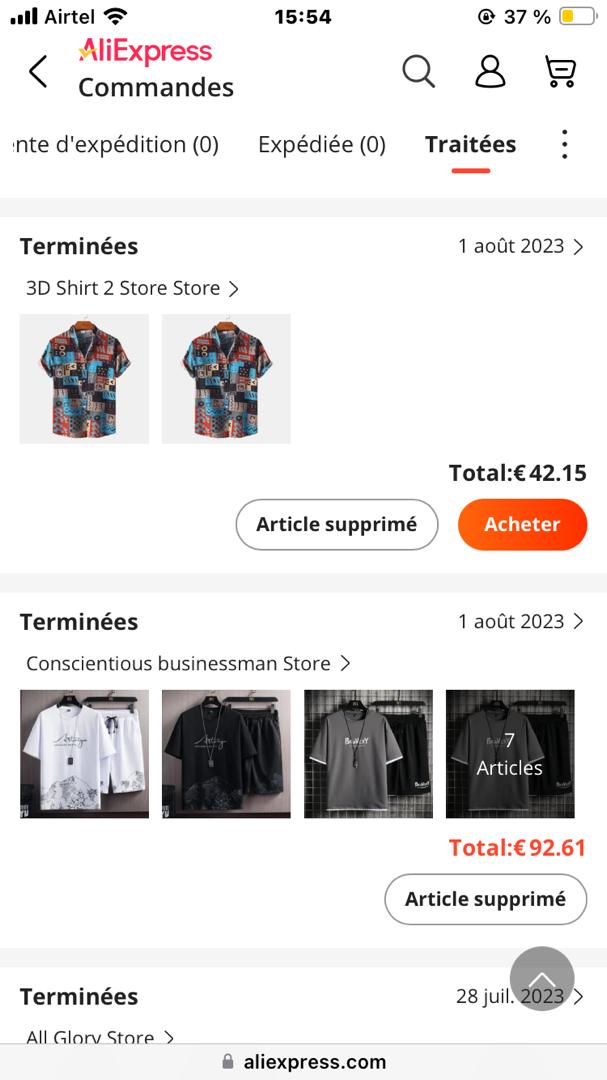 Airtel 15:54 37 %
AliExpress
Commandes
nte d'expédition (0) Expédiée (0) Traitées
Terminées 1 août 2023
3D Shirt 2 Store Store
Total:€ 42.15
Article supprimé Acheter
Terminées 1 août 2023
Conscientious businessman Store
7
Articles
Total:€ 92.61
Article supprimé
Terminées 28 juil. 2023
All Glory Store
aliexpress.com